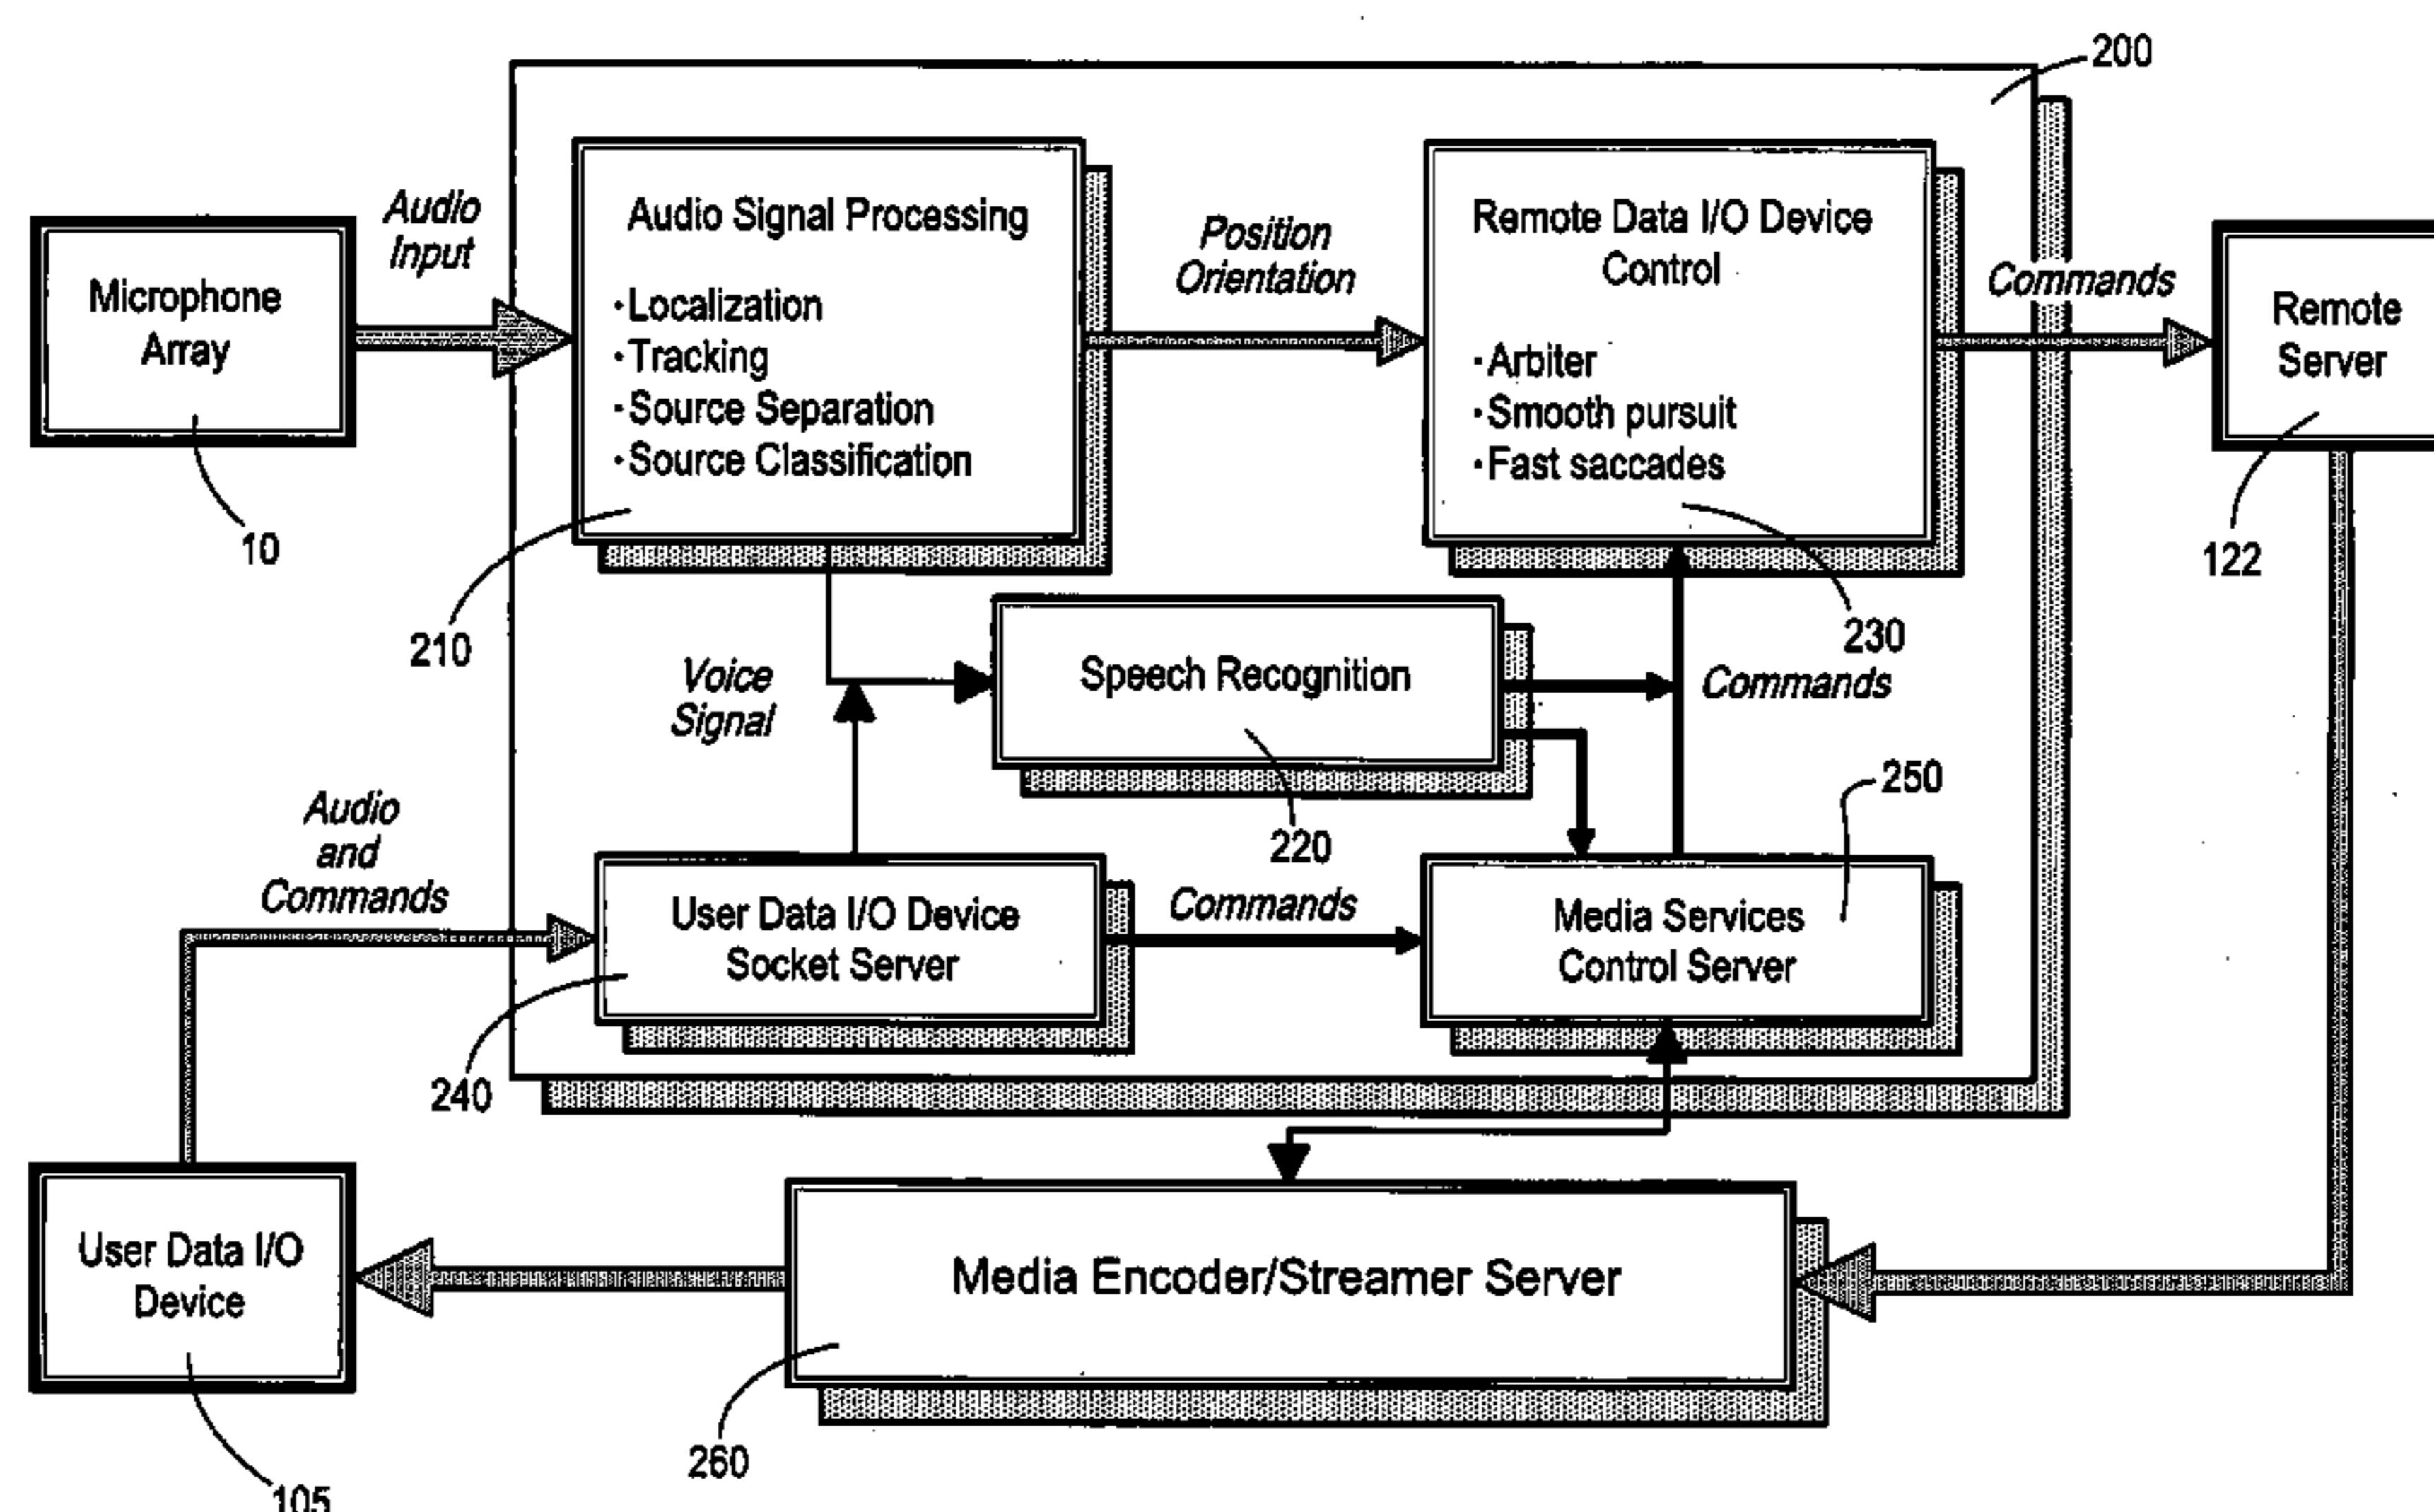 200
Audio
Input
Microphone
Array
10
Audio Signal Processing
·Localization
·Tracking
·Source Separation
·Source Classification
210
Position
Orientation
Remote Data I/O Device
Control
·Arbiter
·Smooth pursuit
·Fast saccades
230
Commands
Remote
Server
122
Voice
Signal
Speech Recognition
220
Commands
250
Audio
and
Commands
User Data I/O Device
Socket Server
240
Commands
Media Services
Control Server
User Data I/O
Device
105
Media Encoder/Streamer Server
260